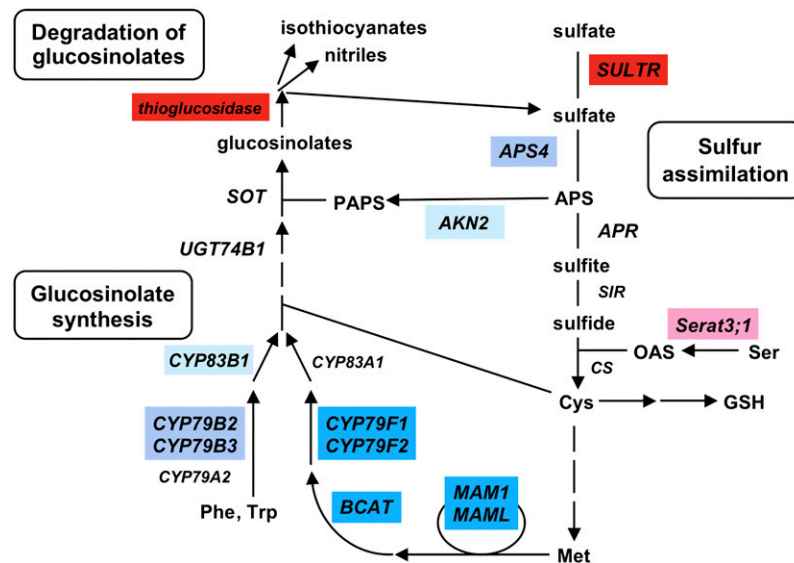 Degradation of
glucosinolates
isothiocyanates
nitriles
sulfate
SULTR
thioglucosidase
sulfate
glucosinolates
APS4
Sulfur
assimilation
SOT
PAPS
APS
AKN2
APR
UGT74B1
sulfite
SIR
Glucosinolate
synthesis
sulfide
Serat3;1
CYP83B1
CYP83A1
OAS
Ser
CS
Cys
GSH
CYP79B2
CYP79B3
CYP79F1
CYP79F2
CYP79A2
Phe, Trp
BCAT
MAM1
MAML
Met